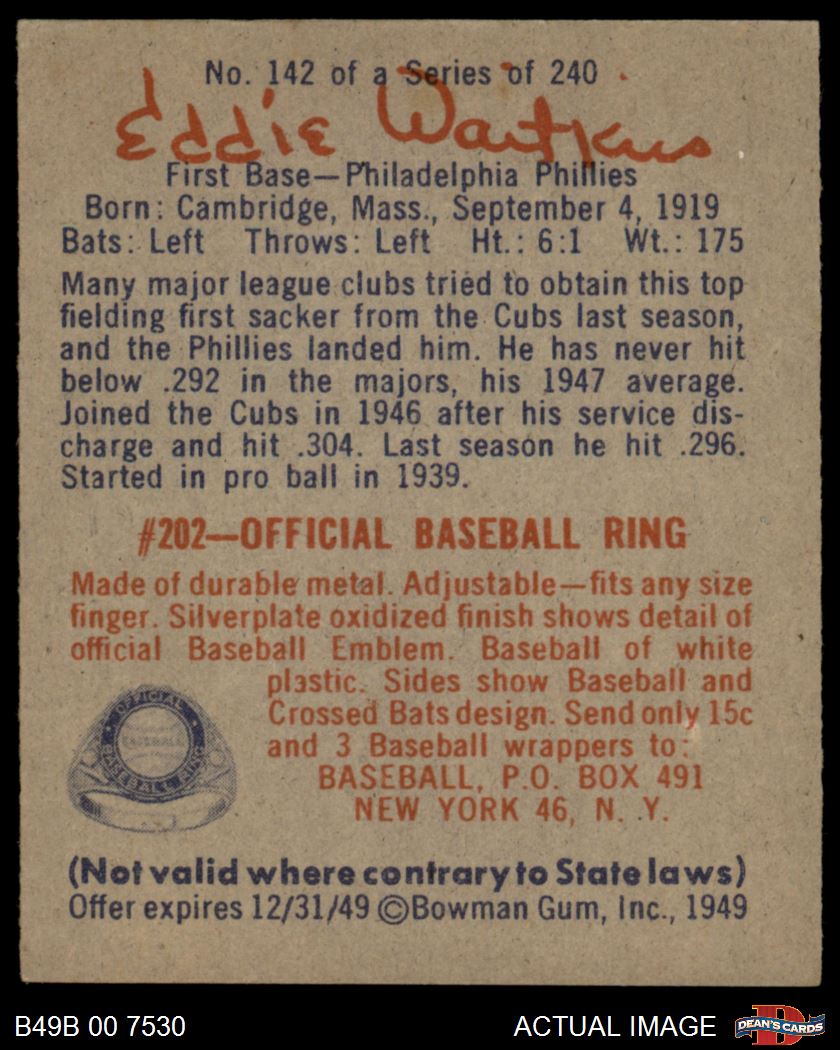 No. 142 of a Series of 240
Eddie Waitkus
First Base—Philadelphia Phillies
Born: Cambridge, Mass., September 4, 1919
Bats: Left Throws: Left Ht.: 6:1 Wt.: 175
Many major league clubs tried to obtain this top
fielding first sacker from the Cubs last season,
and the Phillies landed him. He has never hit
below .292 in the majors, his 1947 average.
Joined the Cubs in 1946 after his service dis-
charge and hit .304. Last season he hit .296.
Started in pro ball in 1939.
#202—OFFICIAL BASEBALL RING
Made of durable metal. Adjustable—fits any size
finger. Silverplate oxidized finish shows detail of
official Baseball Emblem. Baseball of white
plastic. Sides show Baseball and
Crossed Bats design. Send only 15c
and 3 Baseball wrappers to:
BASEBALL, P.O. BOX 491
NEW YORK 46, N. Y.
OFFICIAL
BASEBALL
BASEBALL RING
(Not valid where contrary to State laws)
Offer expires 12/31/49 ©Bowman Gum, Inc., 1949
B49B 00 7530
ACTUAL IMAGE
D
DEAN'S CARDS